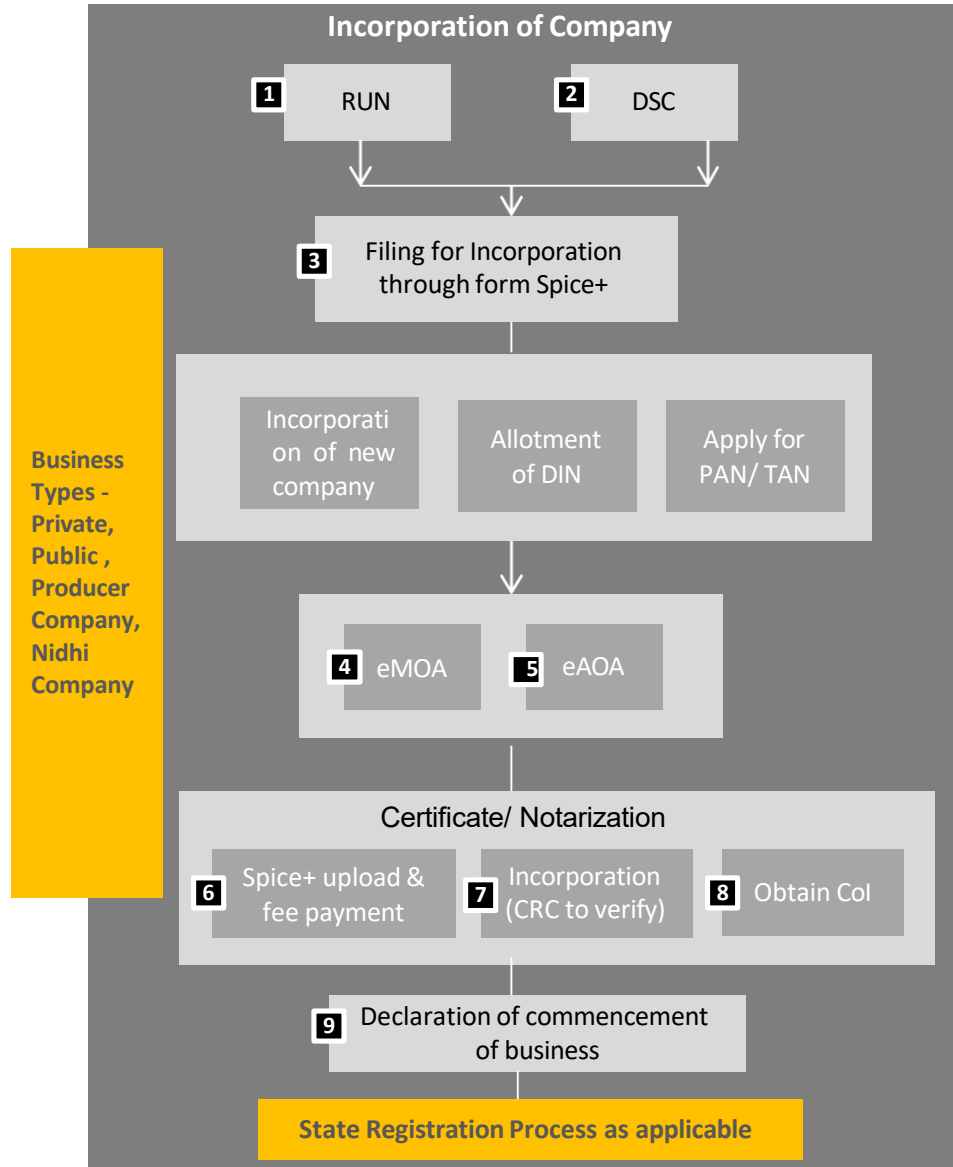 Incorporation of Company
1
RUN
2
DSC
3
Filing for Incorporation
through form Spice+
Incorporati
on of new
company
Allotment
of DIN
Apply for
PAN/ TAN
Business
Types -
Private,
Public ,
Producer
Company,
Nidhi
Company
4
eMOA
5
eAOA
Certificate/ Notarization
6
Spice+ upload &
fee payment
7
Incorporation
(CRC to verify)
8
Obtain CoI
9
Declaration of commencement
of business
State Registration Process as applicable